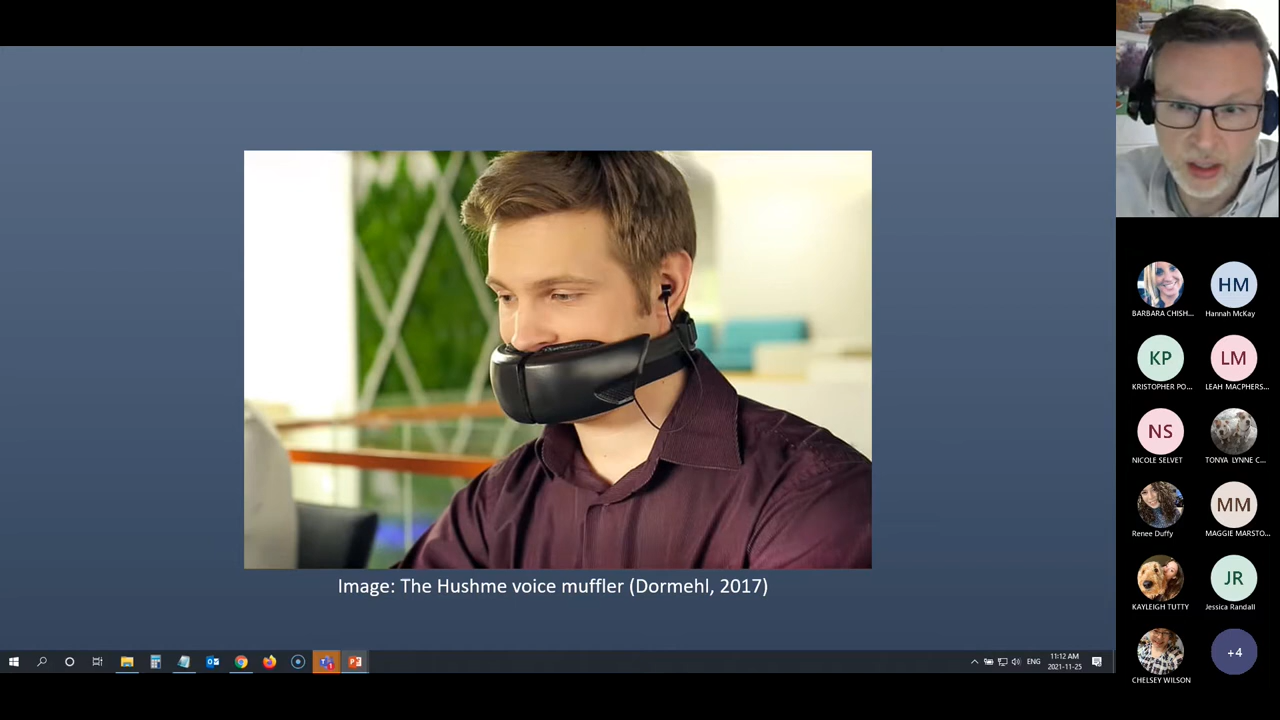 Image: The Hushme voice muffler (Dormehl, 2017)
BARBARA CHISH...
HM
Hannah McKay
KP
KRISTOPHER PO...
LM
LEAH MACPHERS...
NS
NICOLE SELVET
TONYA LYNNE C...
Renee Duffy
MM
MAGGIE MARSTO...
KAYLEIGH TUTTY
JR
Jessica Randall
CHELSEY WILSON
+4
ENG
11:12 AM
2021-11-25